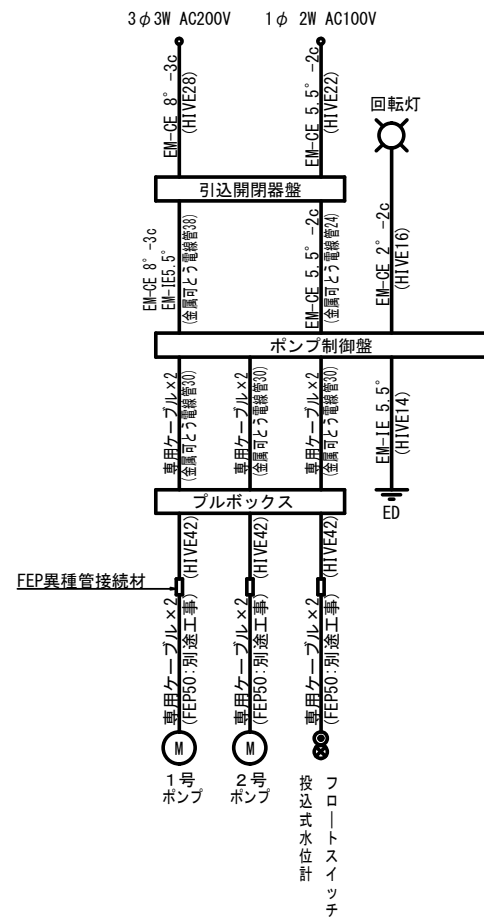 3φ3W AC200V
1φ 2W AC100V
EM-CE 8° -3c
(HIVE28)
EM-CE 5.5° -2c
(HIVE22)
回転灯
引込開閉器盤
EM-CE 8° -3c
EM-IE5.5°
(金属可とう電線管38)
EM-CE 5.5° -2c
(金属可とう電線管24)
EM-CE 2° -2c
(HIVE16)
ポンプ制御盤
専用ケーブル×2
(金属可とう電線管30)
専用ケーブル×2
(金属可とう電線管30)
専用ケーブル×2
(金属可とう電線管30)
EM-IE 5.5°
(HIVE14)
プルボックス
ED
(HIVE42)
(HIVE42)
(HIVE42)
FEP異種管接続材
専用ケーブル×2
(FEP50:別途工事)
専用ケーブル×2
(FEP50:別途工事)
専用ケーブル×2
(FEP50:別途工事)
M
M
1号
ポンプ
2号
ポンプ
フロートスイッチ
投込式水位計